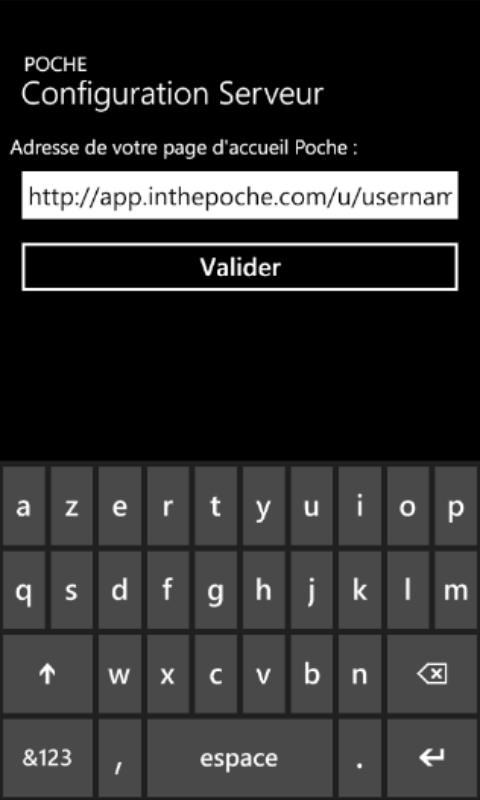 POCHE
Configuration Serveur
Adresse de votre page d'accueil Poche :
http://app.inthepoche.com/u/usernam
Valider
a z e r t y u i o p
q s d f g h j k l m
w x c v b n
&123 , espace .